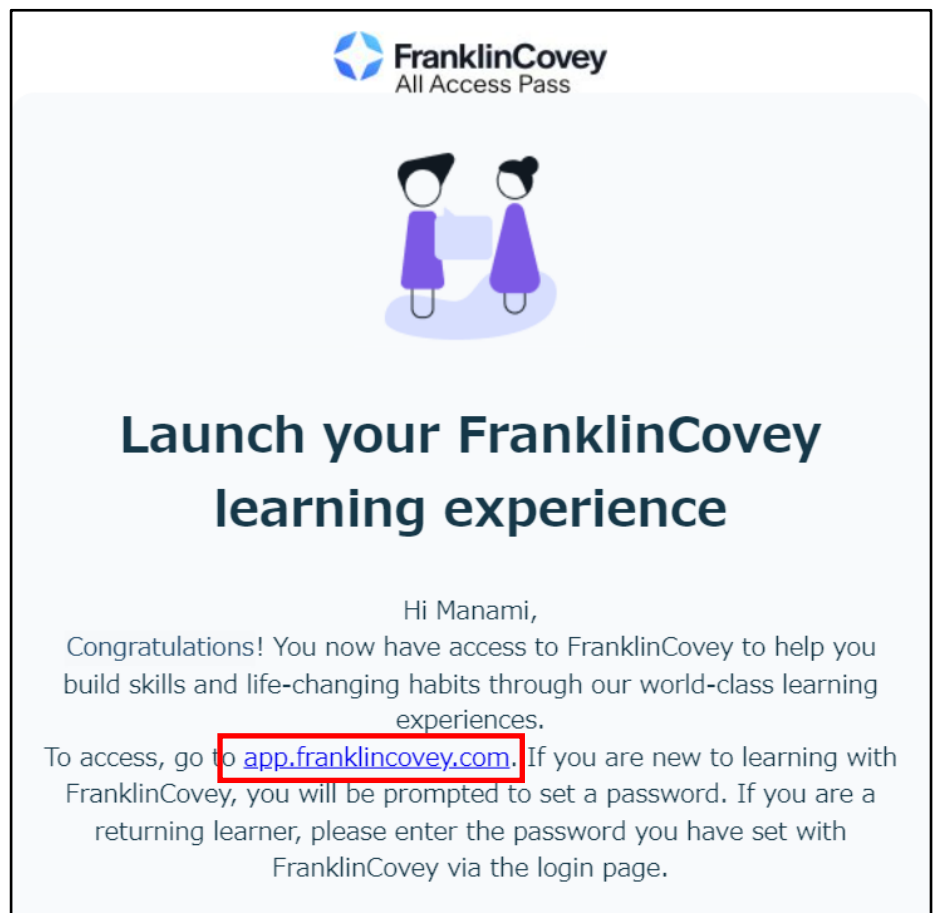 FranklinCovey
All Access Pass
Launch your FranklinCovey
learning experience
Hi Manami,
Congratulations! You now have access to FranklinCovey to help you
build skills and life-changing habits through our world-class learning
experiences.
To access, go to app.franklincovey.com. If you are new to learning with
FranklinCovey, you will be prompted to set a password. If you are a
returning learner, please enter the password you have set with
FranklinCovey via the login page.